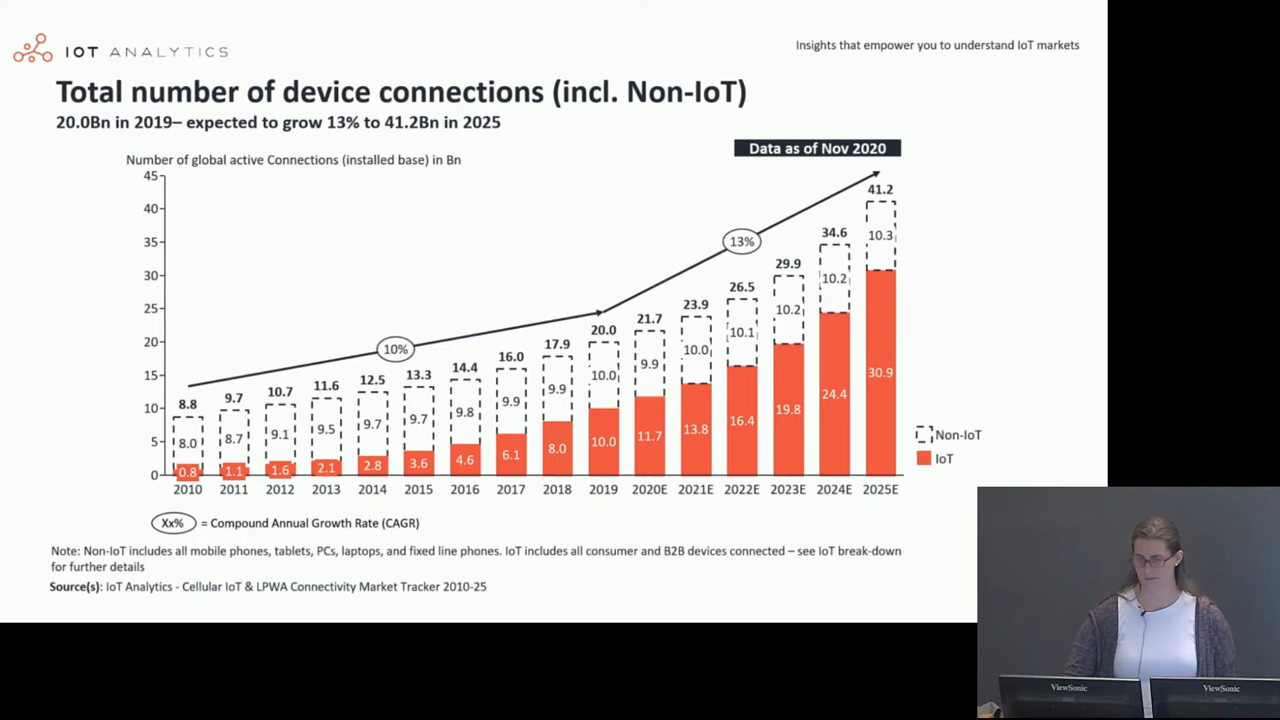 IOT ANALYTICS
Insights that empower you to understand IoT markets
Total number of device connections (incl. Non-IoT)
20.0Bn in 2019– expected to grow 13% to 41.2Bn in 2025
Data as of Nov 2020
Number of global active Connections (installed base) in Bn
45
40
35
30
25
20
15
10
5
0
10%
13%
8.8 9.7 10.7 11.6 12.5 13.3 14.4 16.0 17.9 20.0 21.7 23.9 26.5 29.9 34.6 41.2
8.0 8.7 9.1 9.5 9.7 9.7 9.8 9.9 9.9 10.0 9.9 10.0 10.1 10.2 10.2 10.3
0.8 1.1 1.6 2.1 2.8 3.6 4.6 6.1 8.0 10.0 11.7 13.8 16.4 19.8 24.4 30.9
2010 2011 2012 2013 2014 2015 2016 2017 2018 2019 2020E 2021E 2022E 2023E 2024E 2025E
Non-IoT
IoT
Xx% = Compound Annual Growth Rate (CAGR)
Note: Non-IoT includes all mobile phones, tablets, PCs, laptops, and fixed line phones. IoT includes all consumer and B2B devices connected – see IoT break-down
for further details
Source(s): IoT Analytics - Cellular IoT & LPWA Connectivity Market Tracker 2010-25
ViewSonic
ViewSonic